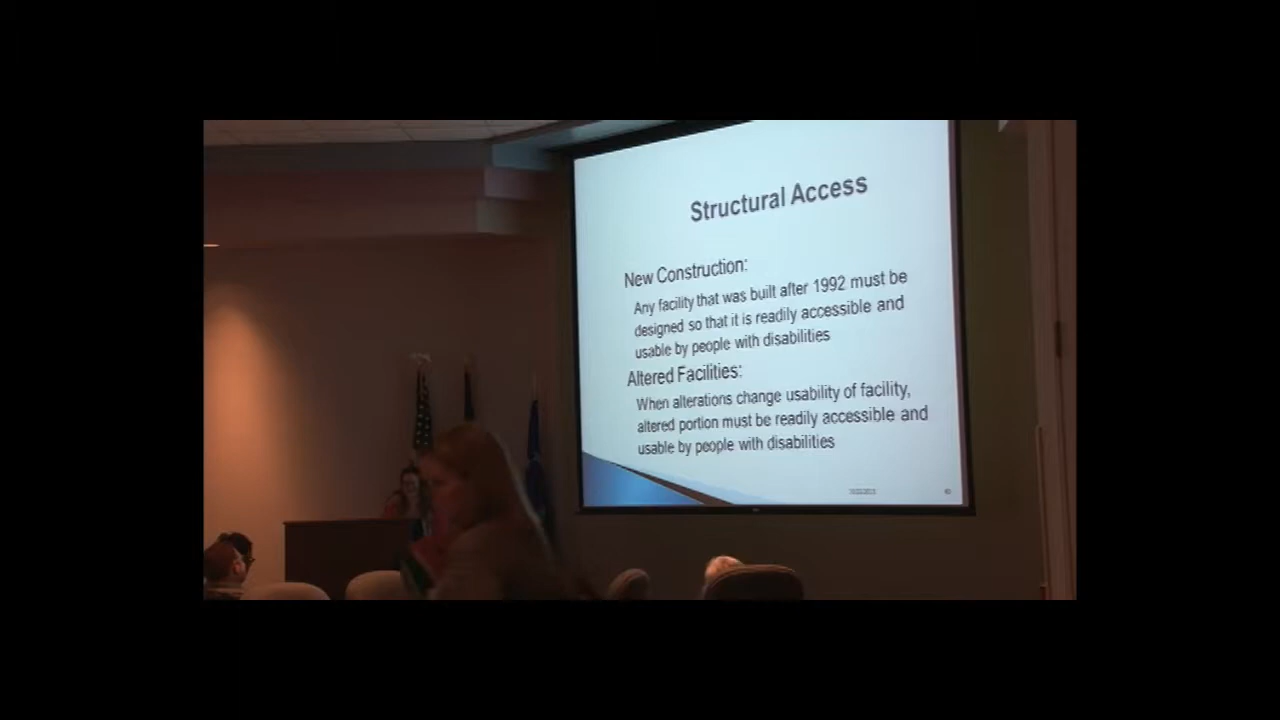 Structural Access
New Construction:
Any facility that was built after 1992 must be
designed so that it is readily accessible and
usable by people with disabilities
Altered Facilities:
When alterations change usability of facility,
altered portion must be readily accessible and
usable by people with disabilities